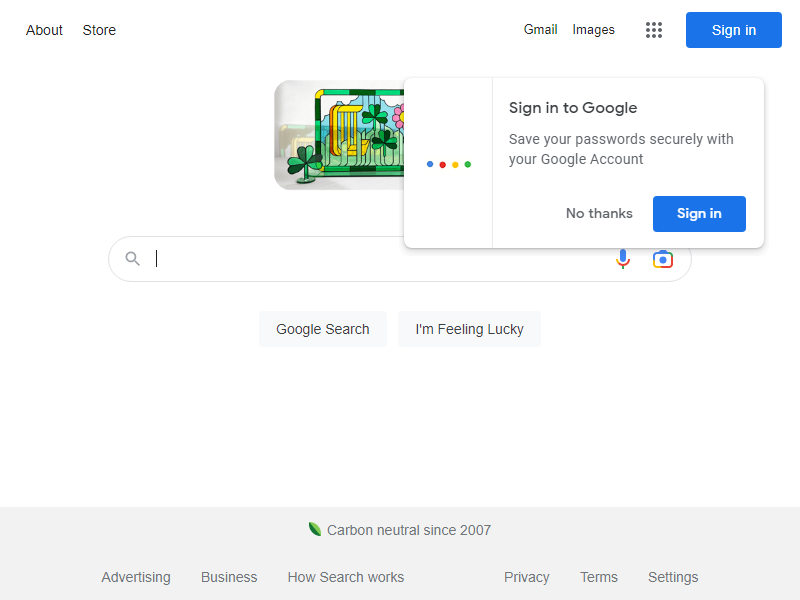 About Store Gmail Images Sign in
Sign in to Google
Save your passwords securely with
your Google Account
No thanks Sign in
Google Search I'm Feeling Lucky
Carbon neutral since 2007
Advertising Business How Search works Privacy Terms Settings